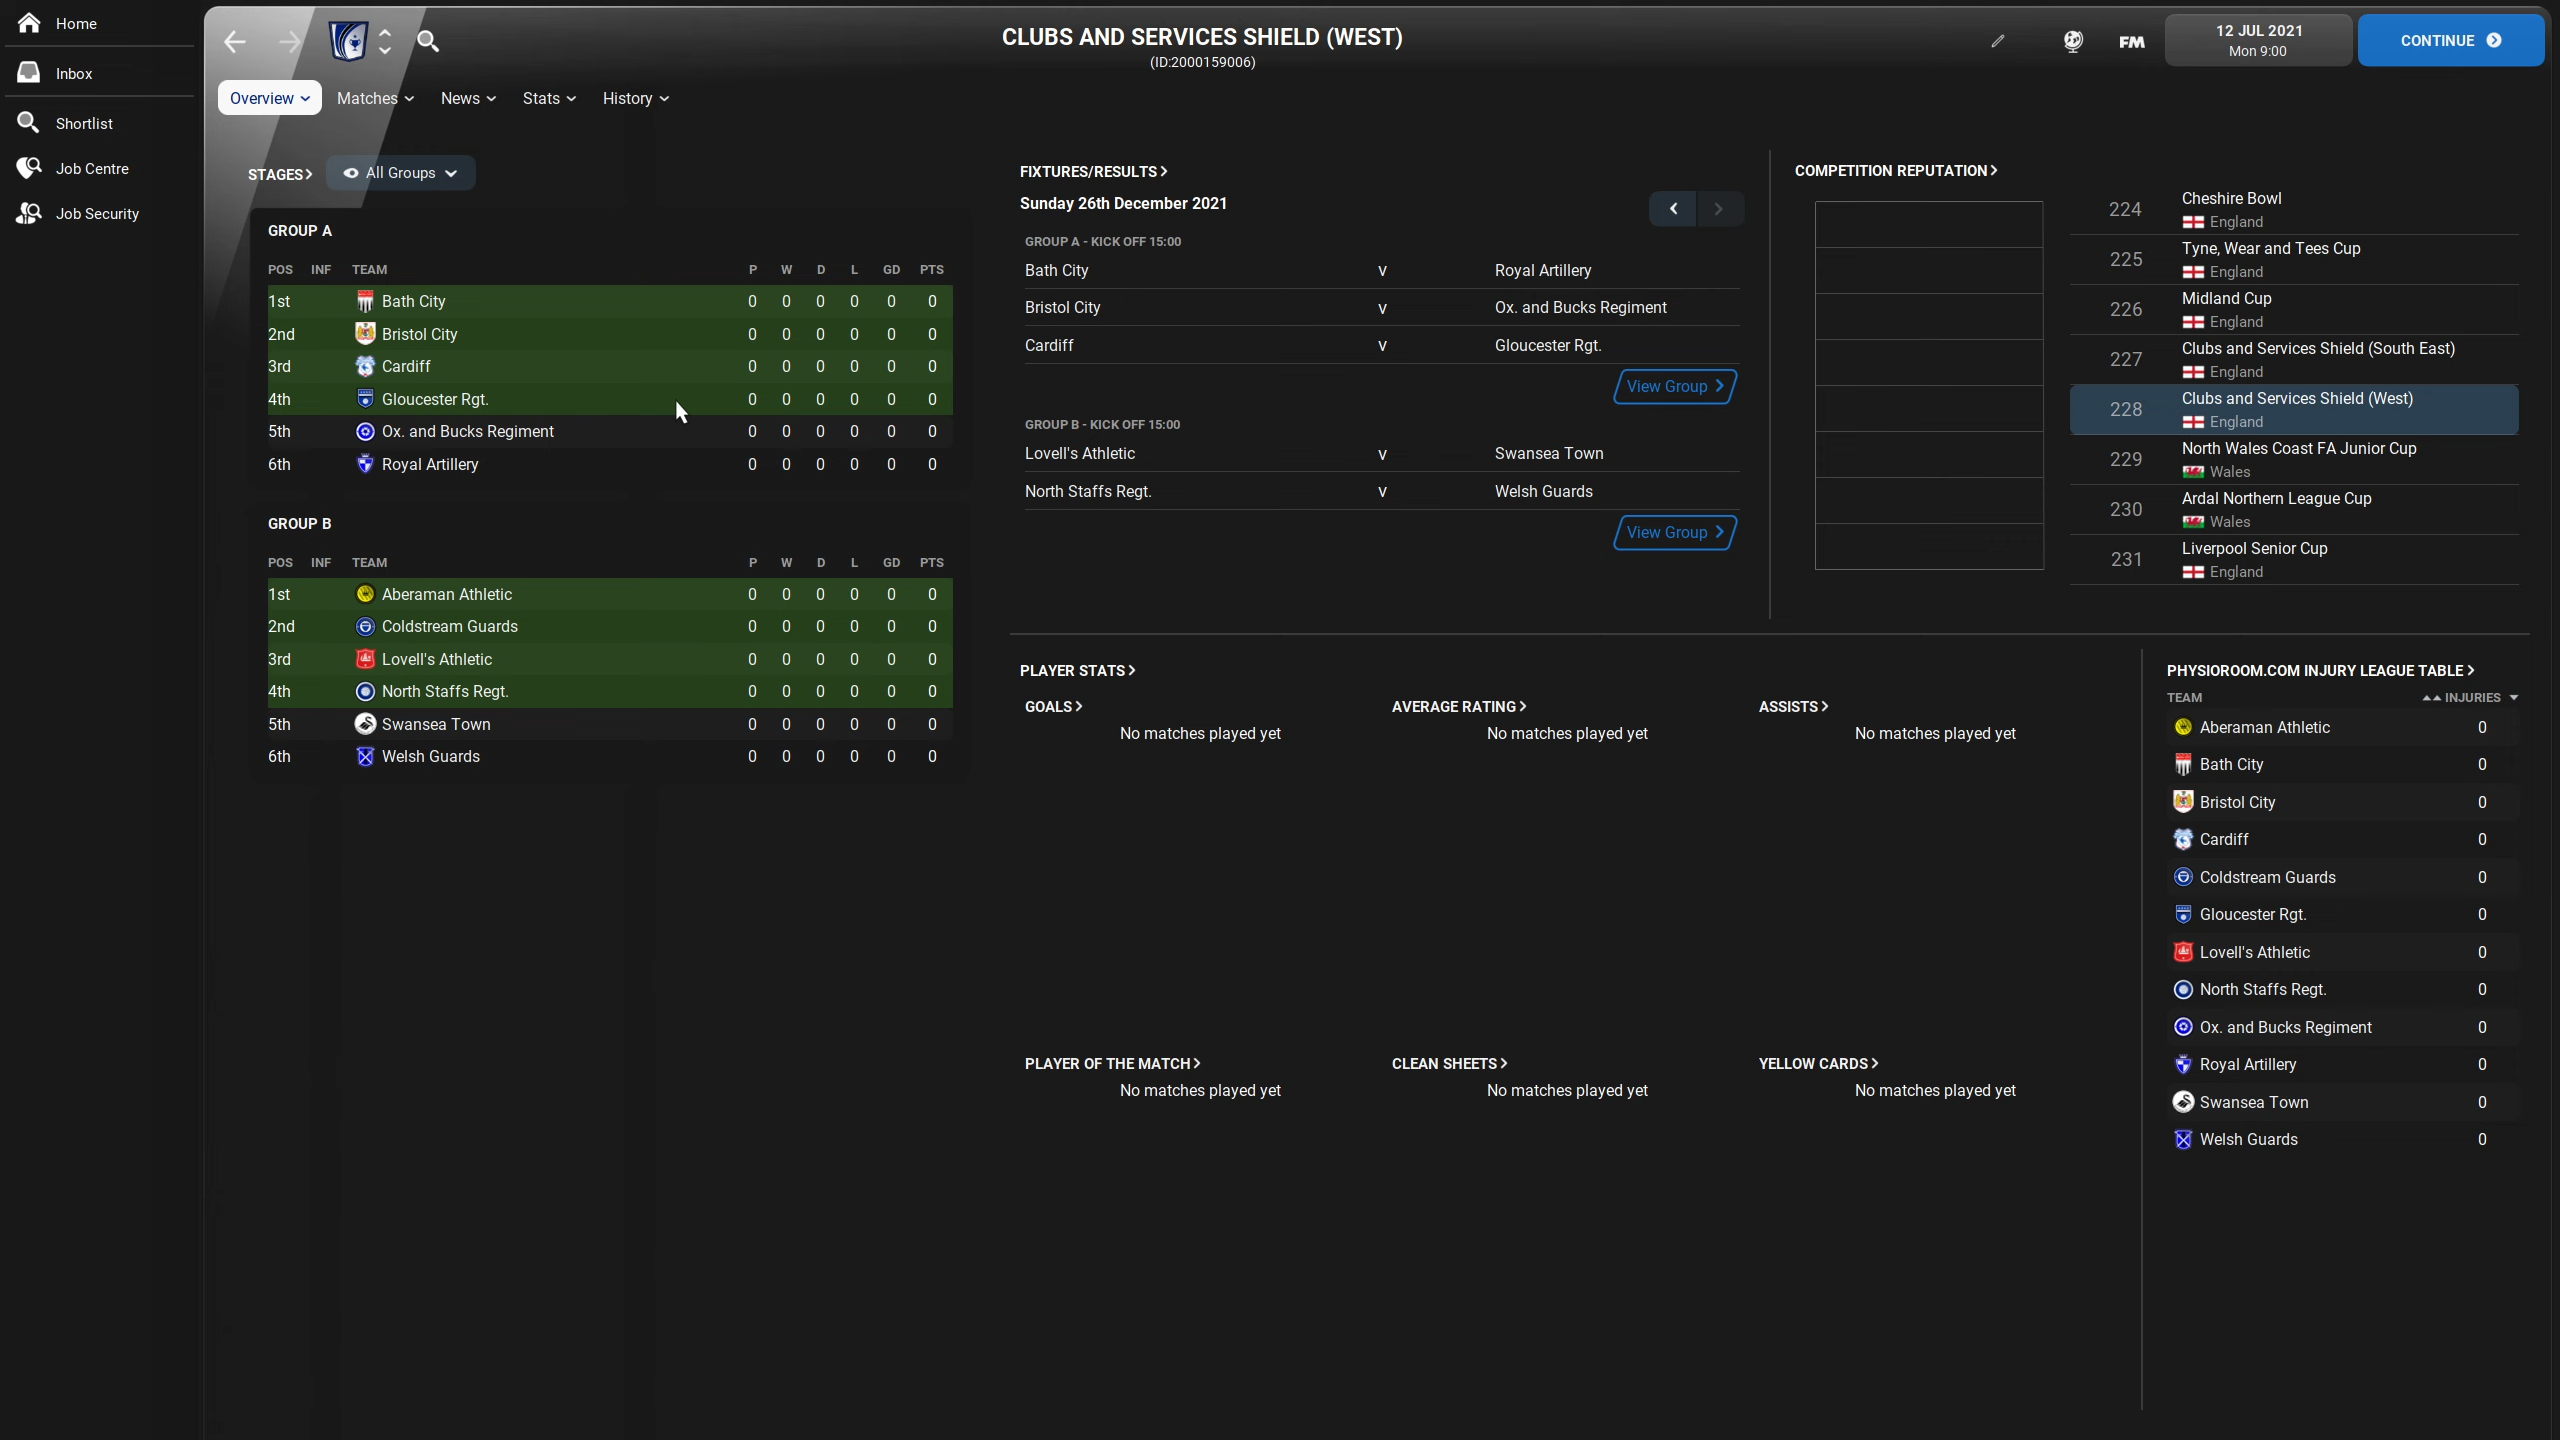 Home
Inbox
Shortlist
Job Centre
Job Security
CLUBS AND SERVICES SHIELD (WEST)
(ID:2000159006)
FM
12 JUL 2021
Mon 9:00
CONTINUE
Overview Matches News Stats History
STAGES All Groups
GROUP A
POS INF TEAM P W D L GD PTS
1st Bath City 0 0 0 0 0 0
2nd Bristol City 0 0 0 0 0 0
3rd Cardiff 0 0 0 0 0 0
4th Gloucester Rgt. 0 0 0 0 0 0
5th Ox. and Bucks Regiment 0 0 0 0 0 0
6th Royal Artillery 0 0 0 0 0 0
GROUP B
POS INF TEAM P W D L GD PTS
1st Aberaman Athletic 0 0 0 0 0 0
2nd Coldstream Guards 0 0 0 0 0 0
3rd Lovell's Athletic 0 0 0 0 0 0
4th North Staffs Regt. 0 0 0 0 0 0
5th Swansea Town 0 0 0 0 0 0
6th Welsh Guards 0 0 0 0 0 0
FIXTURES/RESULTS
Sunday 26th December 2021
GROUP A - KICK OFF 15:00
Bath City v Royal Artillery
Bristol City v Ox. and Bucks Regiment
Cardiff v Gloucester Rgt.
View Group
GROUP B - KICK OFF 15:00
Lovell's Athletic v Swansea Town
North Staffs Regt. v Welsh Guards
View Group
COMPETITION REPUTATION
224 Cheshire Bowl
England
225 Tyne, Wear and Tees Cup
England
226 Midland Cup
England
227 Clubs and Services Shield (South East)
England
228 Clubs and Services Shield (West)
England
229 North Wales Coast FA Junior Cup
Wales
230 Ardal Northern League Cup
Wales
231 Liverpool Senior Cup
England
PLAYER STATS
GOALS AVERAGE RATING ASSISTS
No matches played yet No matches played yet No matches played yet
PLAYER OF THE MATCH CLEAN SHEETS YELLOW CARDS
No matches played yet No matches played yet No matches played yet
PHYSIOROOM.COM INJURY LEAGUE TABLE
TEAM INJURIES
Aberaman Athletic 0
Bath City 0
Bristol City 0
Cardiff 0
Coldstream Guards 0
Gloucester Rgt. 0
Lovell's Athletic 0
North Staffs Regt. 0
Ox. and Bucks Regiment 0
Royal Artillery 0
Swansea Town 0
Welsh Guards 0